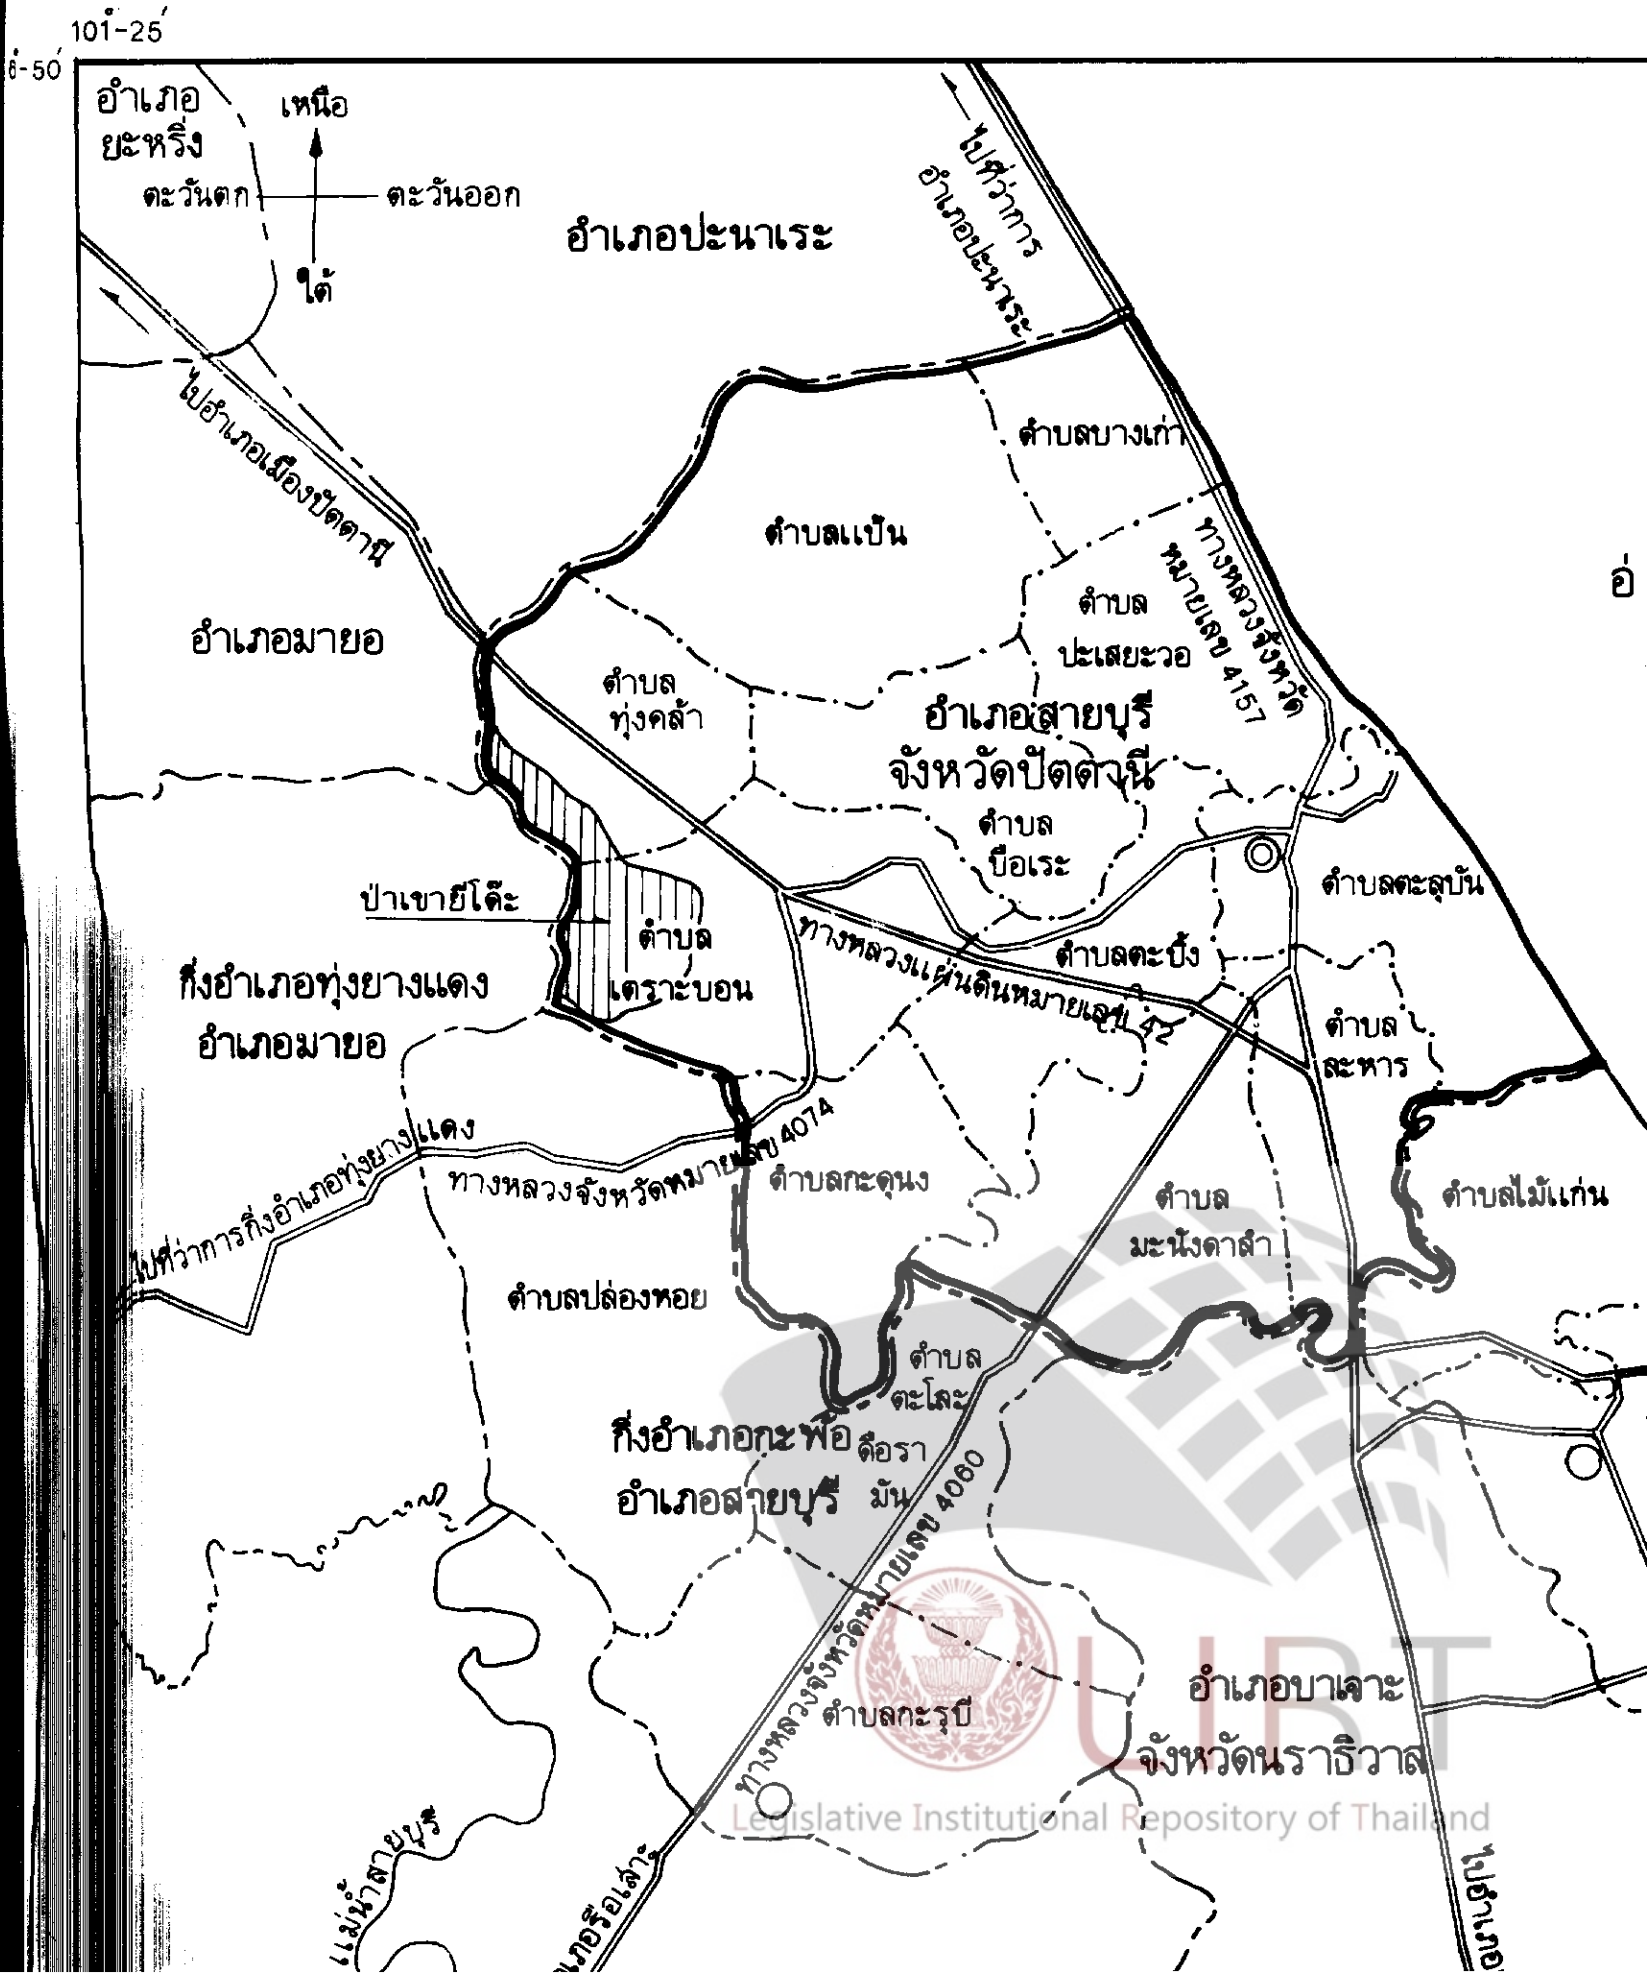 101°-25′
6°-50′
อำเภอ
ยะหริ่ง
เหนือ
ตะวันตก
ตะวันออก
ใต้
อำเภอปะนาเระ
ไปที่ว่าการ
อำเภอปะนาเระ
ไปอำเภอเมืองปัตตานี
ตำบลบางเก่า
ตำบลแป้น
ทางหลวงจังหวัด
หมายเลข 4157
อ่
ตำบล
ปะเสยะวอ
อำเภอมายอ
ตำบล
ทุ่งคล้า
อำเภอสายบุรี
จังหวัดปัตตานี
ตำบล
บือเระ
ตำบลตะลุบัน
ป่าเขายีโต๊ะ
ตำบล
เตราะบอน
ทางหลวงแผ่นดินหมายเลข 42
ตำบลตะบิ้ง
กิ่งอำเภอทุ่งยางแดง
อำเภอมายอ
ตำบล
ละหาร
ไปที่ว่าการกิ่งอำเภอทุ่งยางแดง
ทางหลวงจังหวัดหมายเลข 4074
ตำบลกะดุนง
ตำบล
มะนังดาลำ
ตำบลไม้แก่น
ตำบลปล่องหอย
ตำบล
ตะโละ
ดือรา
มัน
กิ่งอำเภอกะพ้อ
อำเภอสายบุรี
ทางหลวงจังหวัดหมายเลข 4060
ตำบลกะรุบี
อำเภอบาเจาะ
จังหวัดนราธิวาส
LIRT
Legislative Institutional Repository of Thailand
แม่น้ำสายบุรี
เภอรือเสาะ
ไปอำเภอ